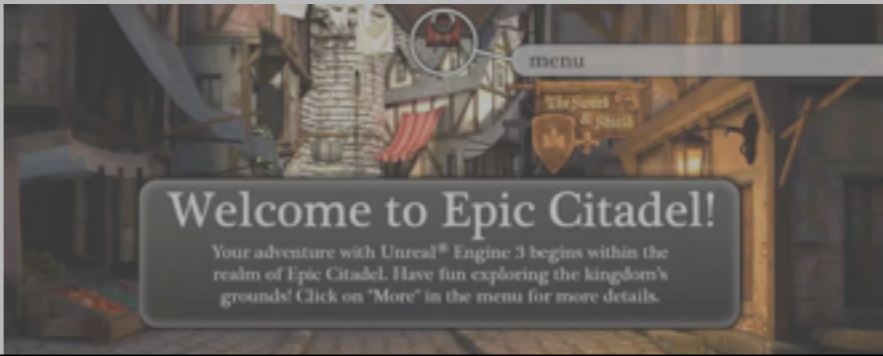 menu
The Sword
& Shield
Welcome to Epic Citadel!
Your adventure with Unreal® Engine 3 begins within the
realm of Epic Citadel. Have fun exploring the kingdom's
grounds! Click on "More" in the menu for more details.